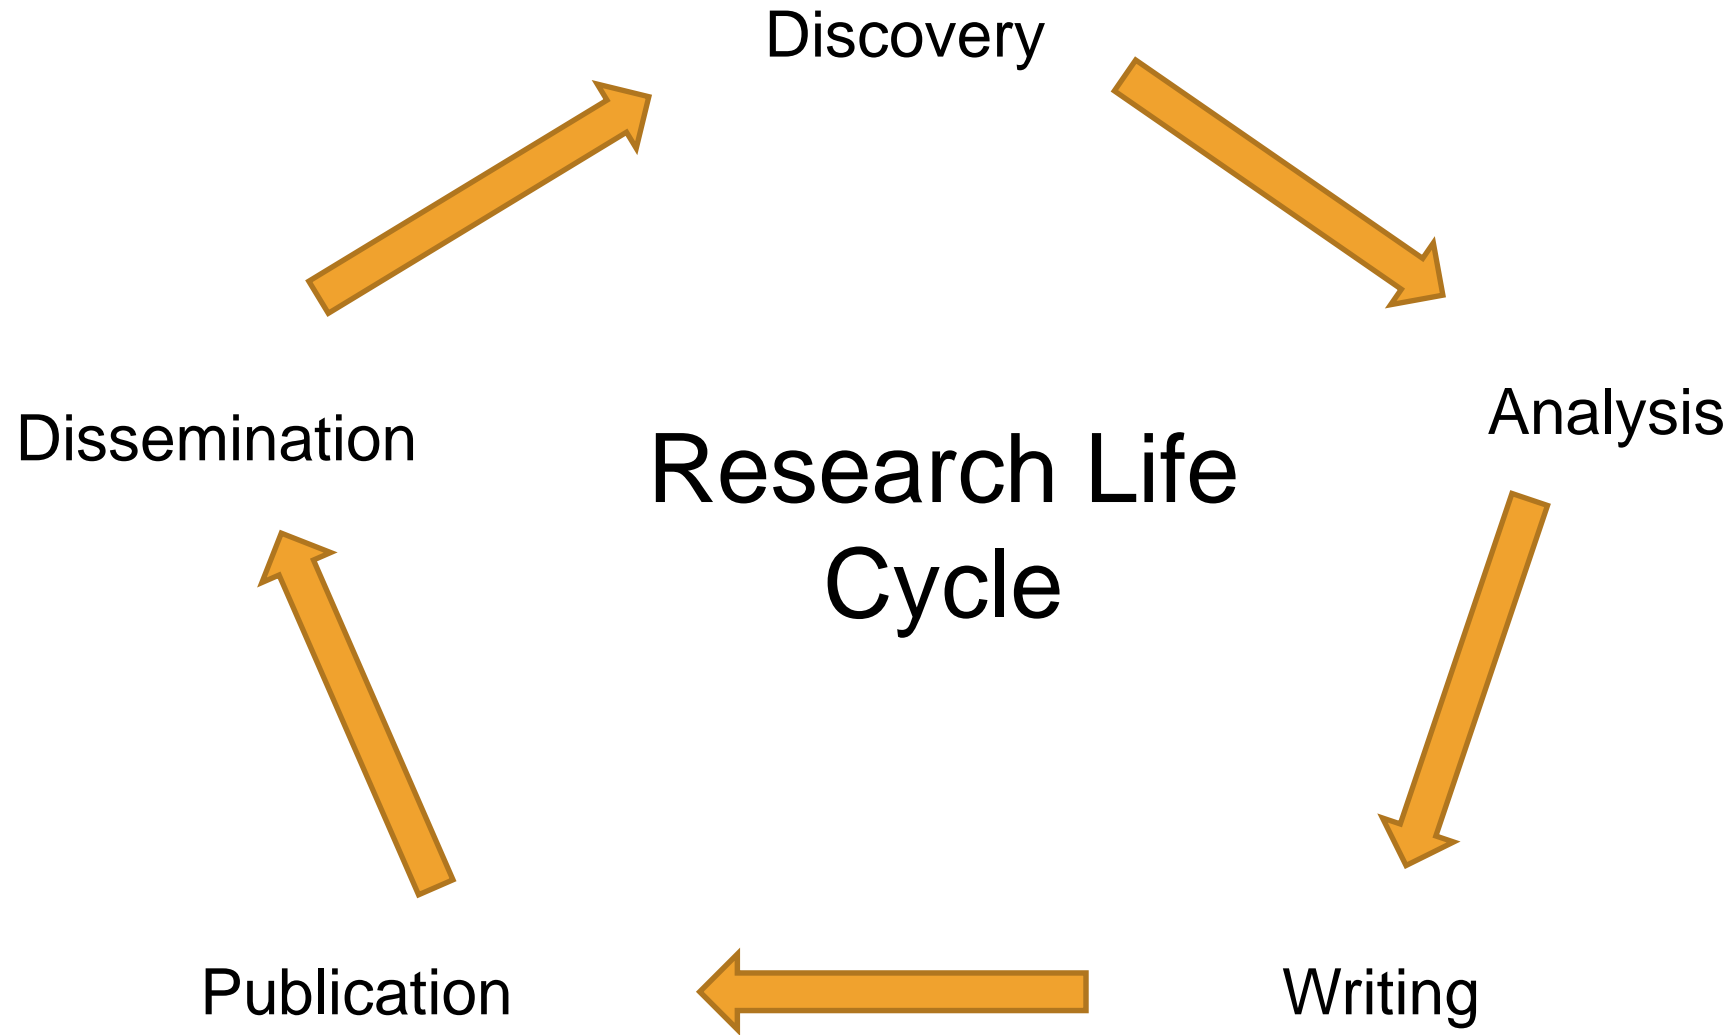 Discovery
Analysis
Dissemination
Research Life
Cycle
Publication
Writing